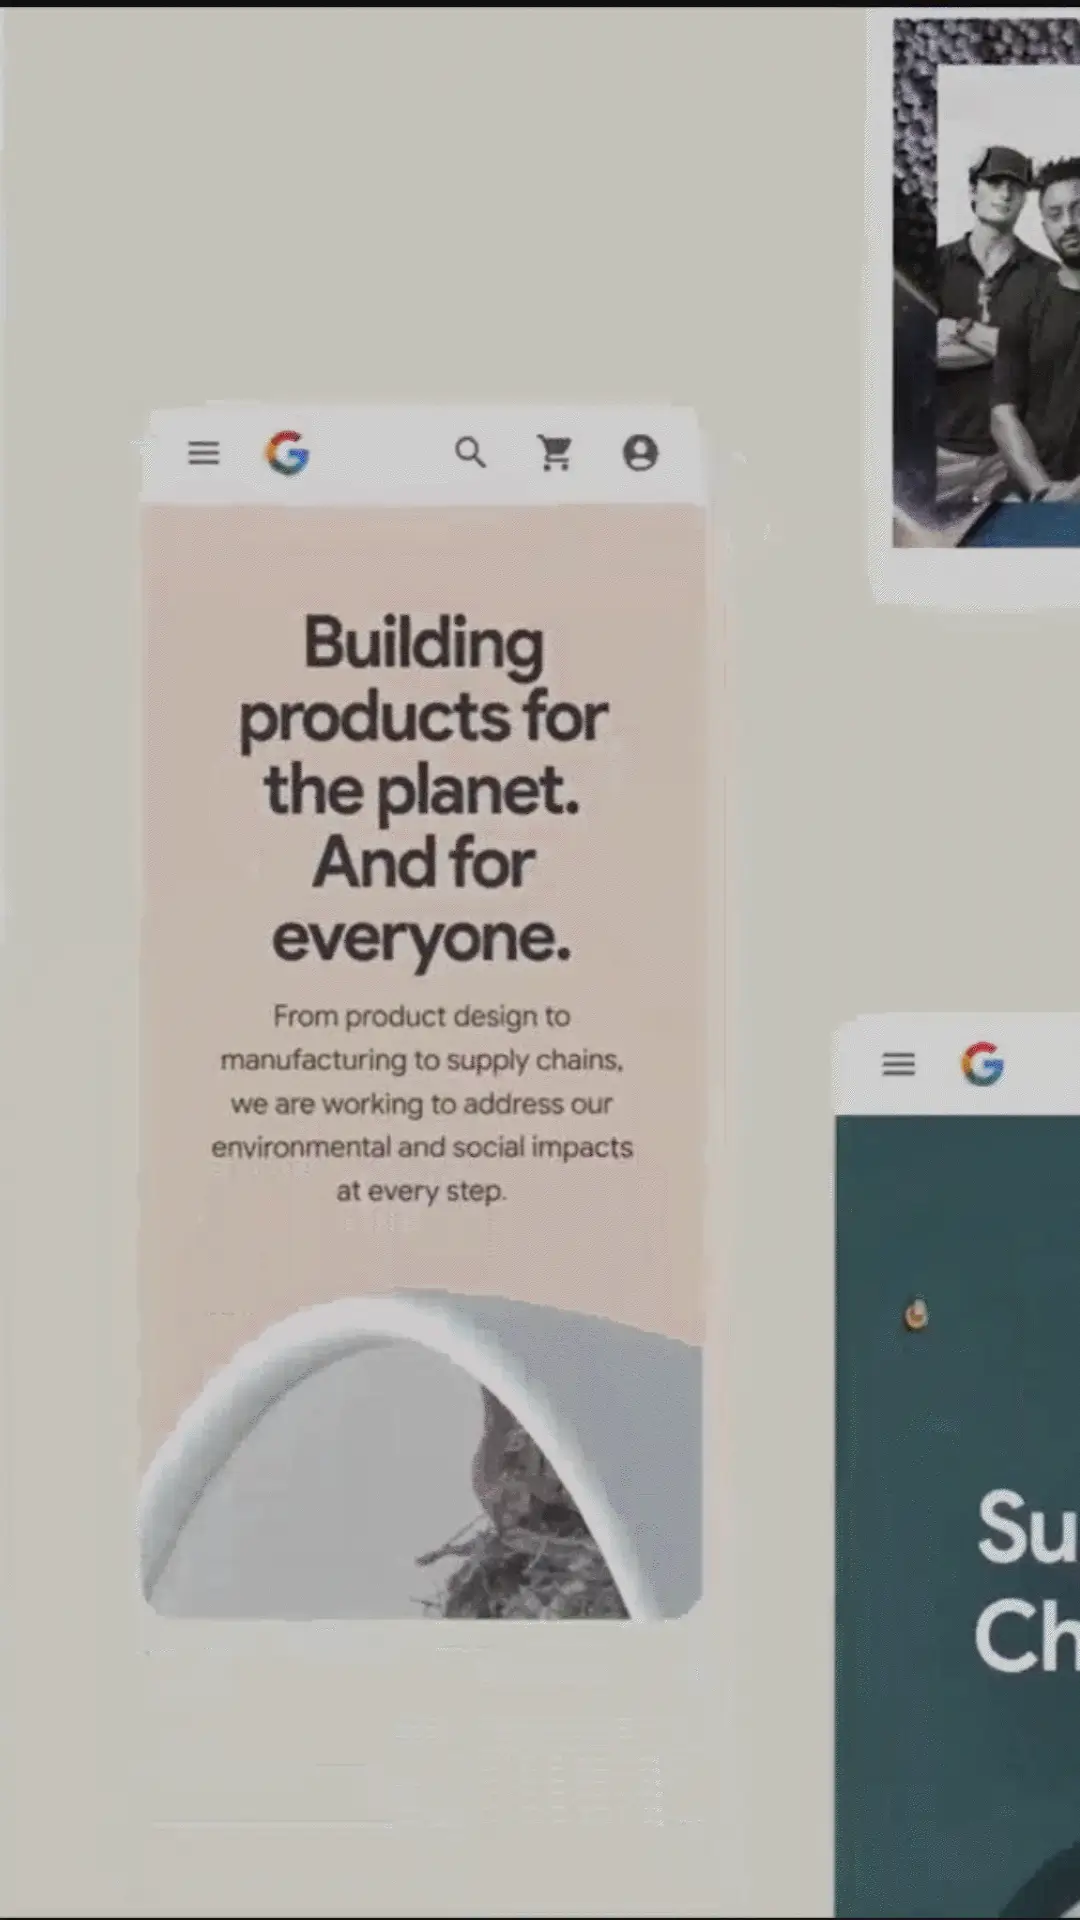 Building
products for
the planet.
And for
everyone.
From product design to
manufacturing to supply chains,
we are working to address our
environmental and social impacts
at every step.
Su
Ch